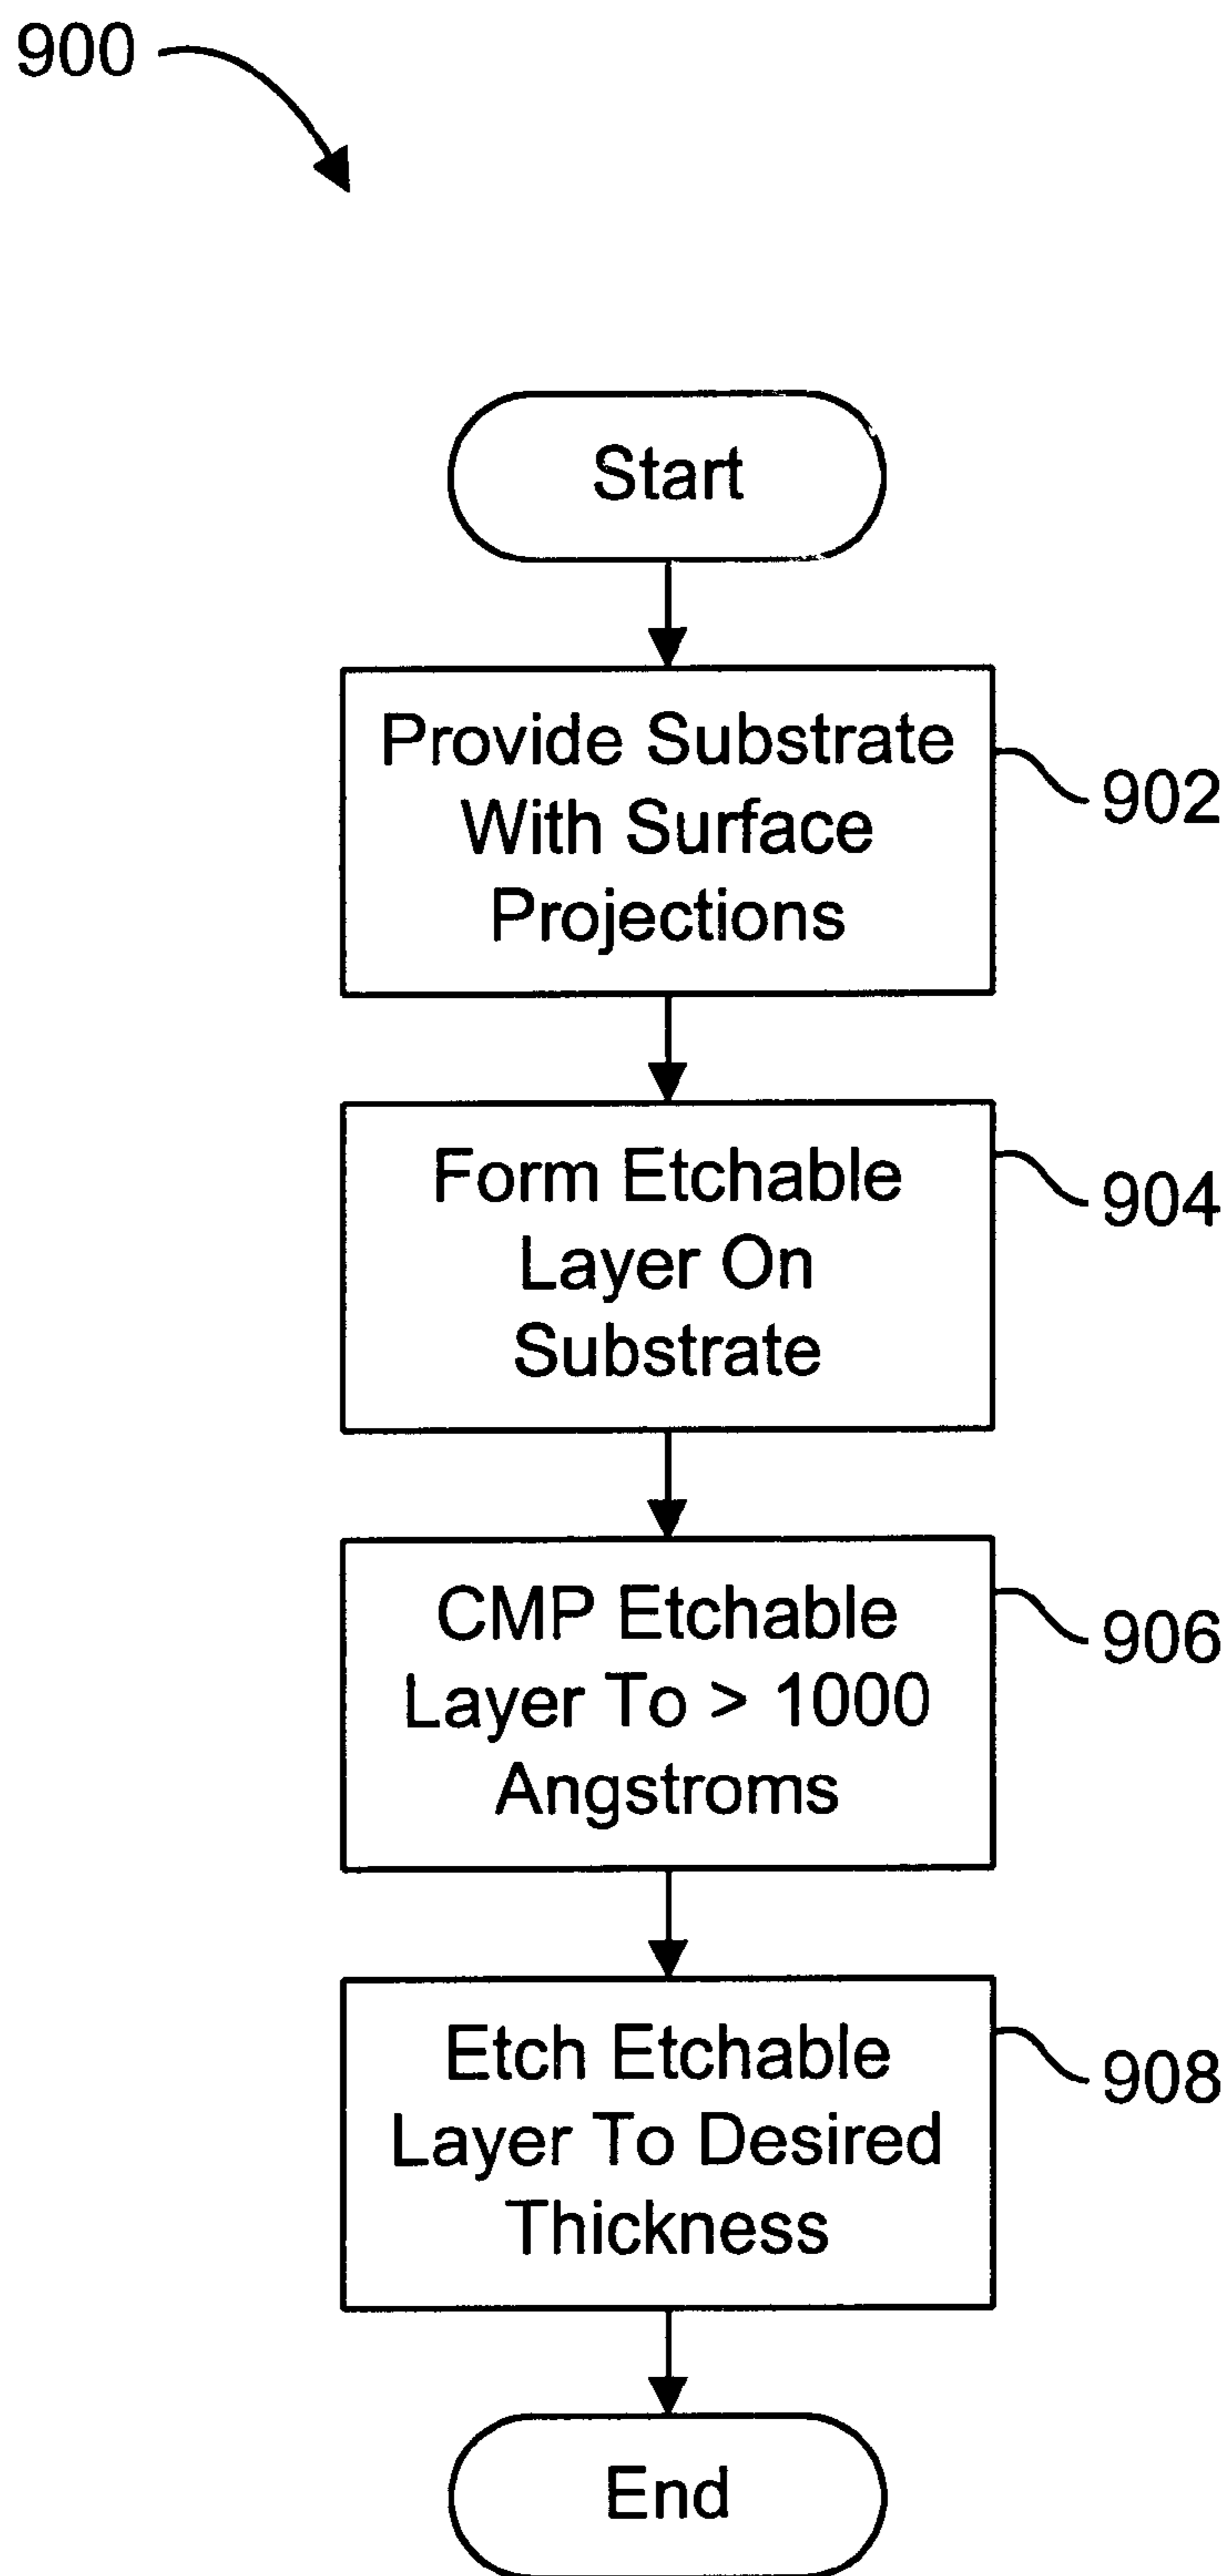 900
Start
Provide Substrate
With Surface
Projections
902
Form Etchable
Layer On
Substrate
904
CMP Etchable
Layer To > 1000
Angstroms
906
Etch Etchable
Layer To Desired
Thickness
908
End